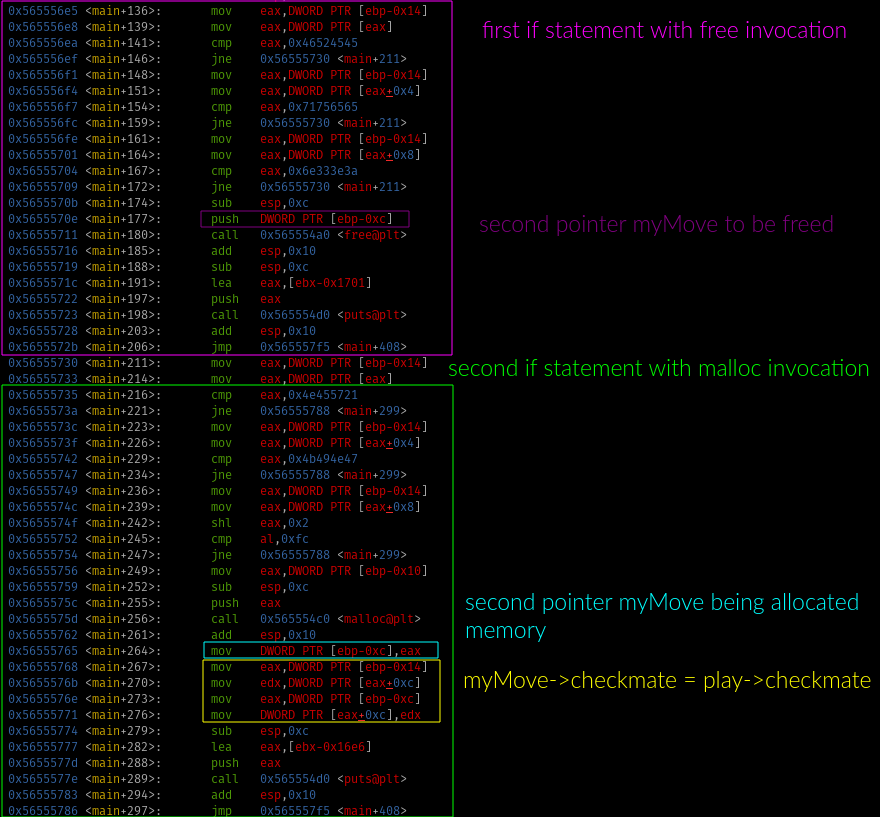 0x565556e5 <main+136>: mov eax,DWORD PTR [ebp-0x14]
0x565556e8 <main+139>: mov eax,DWORD PTR [eax]
0x565556ea <main+141>: cmp eax,0x46524545
0x565556ef <main+146>: jne 0x56555730 <main+211>
0x565556f1 <main+148>: mov eax,DWORD PTR [ebp-0x14]
0x565556f4 <main+151>: mov eax,DWORD PTR [eax+0x4]
0x565556f7 <main+154>: cmp eax,0x71756565
0x565556fc <main+159>: jne 0x56555730 <main+211>
0x565556fe <main+161>: mov eax,DWORD PTR [ebp-0x14]
0x56555701 <main+164>: mov eax,DWORD PTR [eax+0x8]
0x56555704 <main+167>: cmp eax,0x6e333e3a
0x56555709 <main+172>: jne 0x56555730 <main+211>
0x5655570b <main+174>: sub esp,0xc
0x5655570e <main+177>: push DWORD PTR [ebp-0xc]
0x56555711 <main+180>: call 0x565554a0 <free@plt>
0x56555716 <main+185>: add esp,0x10
0x56555719 <main+188>: sub esp,0xc
0x5655571c <main+191>: lea eax,[ebx-0x1701]
0x56555722 <main+197>: push eax
0x56555723 <main+198>: call 0x565554d0 <puts@plt>
0x56555728 <main+203>: add esp,0x10
0x5655572b <main+206>: jmp 0x565557f5 <main+408>
0x56555730 <main+211>: mov eax,DWORD PTR [ebp-0x14]
0x56555733 <main+214>: mov eax,DWORD PTR [eax]
0x56555735 <main+216>: cmp eax,0x4e455721
0x5655573a <main+221>: jne 0x56555788 <main+299>
0x5655573c <main+223>: mov eax,DWORD PTR [ebp-0x14]
0x5655573f <main+226>: mov eax,DWORD PTR [eax+0x4]
0x56555742 <main+229>: cmp eax,0x4b494e47
0x56555747 <main+234>: jne 0x56555788 <main+299>
0x56555749 <main+236>: mov eax,DWORD PTR [ebp-0x14]
0x5655574c <main+239>: mov eax,DWORD PTR [eax+0x8]
0x5655574f <main+242>: shl eax,0x2
0x56555752 <main+245>: cmp al,0xfc
0x56555754 <main+247>: jne 0x56555788 <main+299>
0x56555756 <main+249>: mov eax,DWORD PTR [ebp-0x10]
0x56555759 <main+252>: sub esp,0xc
0x5655575c <main+255>: push eax
0x5655575d <main+256>: call 0x565554c0 <malloc@plt>
0x56555762 <main+261>: add esp,0x10
0x56555765 <main+264>: mov DWORD PTR [ebp-0xc],eax
0x56555768 <main+267>: mov eax,DWORD PTR [ebp-0x14]
0x5655576b <main+270>: mov edx,DWORD PTR [eax+0xc]
0x5655576e <main+273>: mov eax,DWORD PTR [ebp-0xc]
0x56555771 <main+276>: mov DWORD PTR [eax+0xc],edx
0x56555774 <main+279>: sub esp,0xc
0x56555777 <main+282>: lea eax,[ebx-0x16e6]
0x5655577d <main+288>: push eax
0x5655577e <main+289>: call 0x565554d0 <puts@plt>
0x56555783 <main+294>: add esp,0x10
0x56555786 <main+297>: jmp 0x565557f5 <main+408>
first if statement with free invocation
second pointer myMove to be freed
second if statement with malloc invocation
second pointer myMove being allocated
memory
myMove->checkmate = play->checkmate